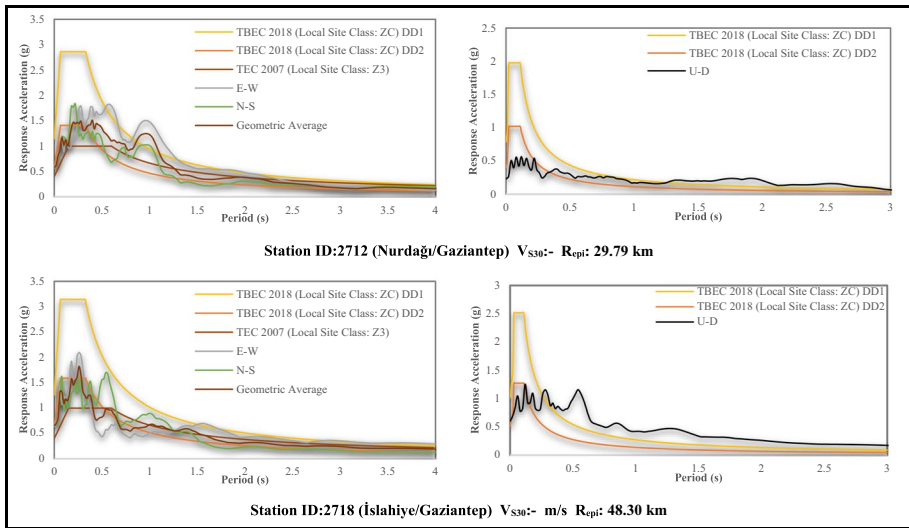 3.5
3
2.5
2
1.5
1
0.5
0
Response Acceleration (g)
0 0.5 1 1.5 2 2.5 3 3.5 4
Period (s)
TBEC 2018 (Local Site Class: ZC) DD1
TBEC 2018 (Local Site Class: ZC) DD2
TEC 2007 (Local Site Class: Z3)
E-W
N-S
Geometric Average
2.5
2
1.5
1
0.5
0
Response Acceleration (g)
0 0.5 1 1.5 2 2.5 3
Period (s)
TBEC 2018 (Local Site Class: ZC) DD1
TBEC 2018 (Local Site Class: ZC) DD2
U-D
Station ID:2712 (Nurdağı/Gaziantep) VS30:- Repi: 29.79 km
3.5
3
2.5
2
1.5
1
0.5
0
Response Acceleration (g)
0 0.5 1 1.5 2 2.5 3 3.5 4
Period (s)
TBEC 2018 (Local Site Class: ZC) DD1
TBEC 2018 (Local Site Class: ZC) DD2
TEC 2007 (Local Site Class: Z3)
E-W
N-S
Geometric Average
3
2.5
2
1.5
1
0.5
0
Response Acceleration (g)
0 0.5 1 1.5 2 2.5 3
Period (s)
TBEC 2018 (Local Site Class: ZC) DD1
TBEC 2018 (Local Site Class: ZC) DD2
U-D
Station ID:2718 (İslahiye/Gaziantep) VS30:- m/s Repi: 48.30 km